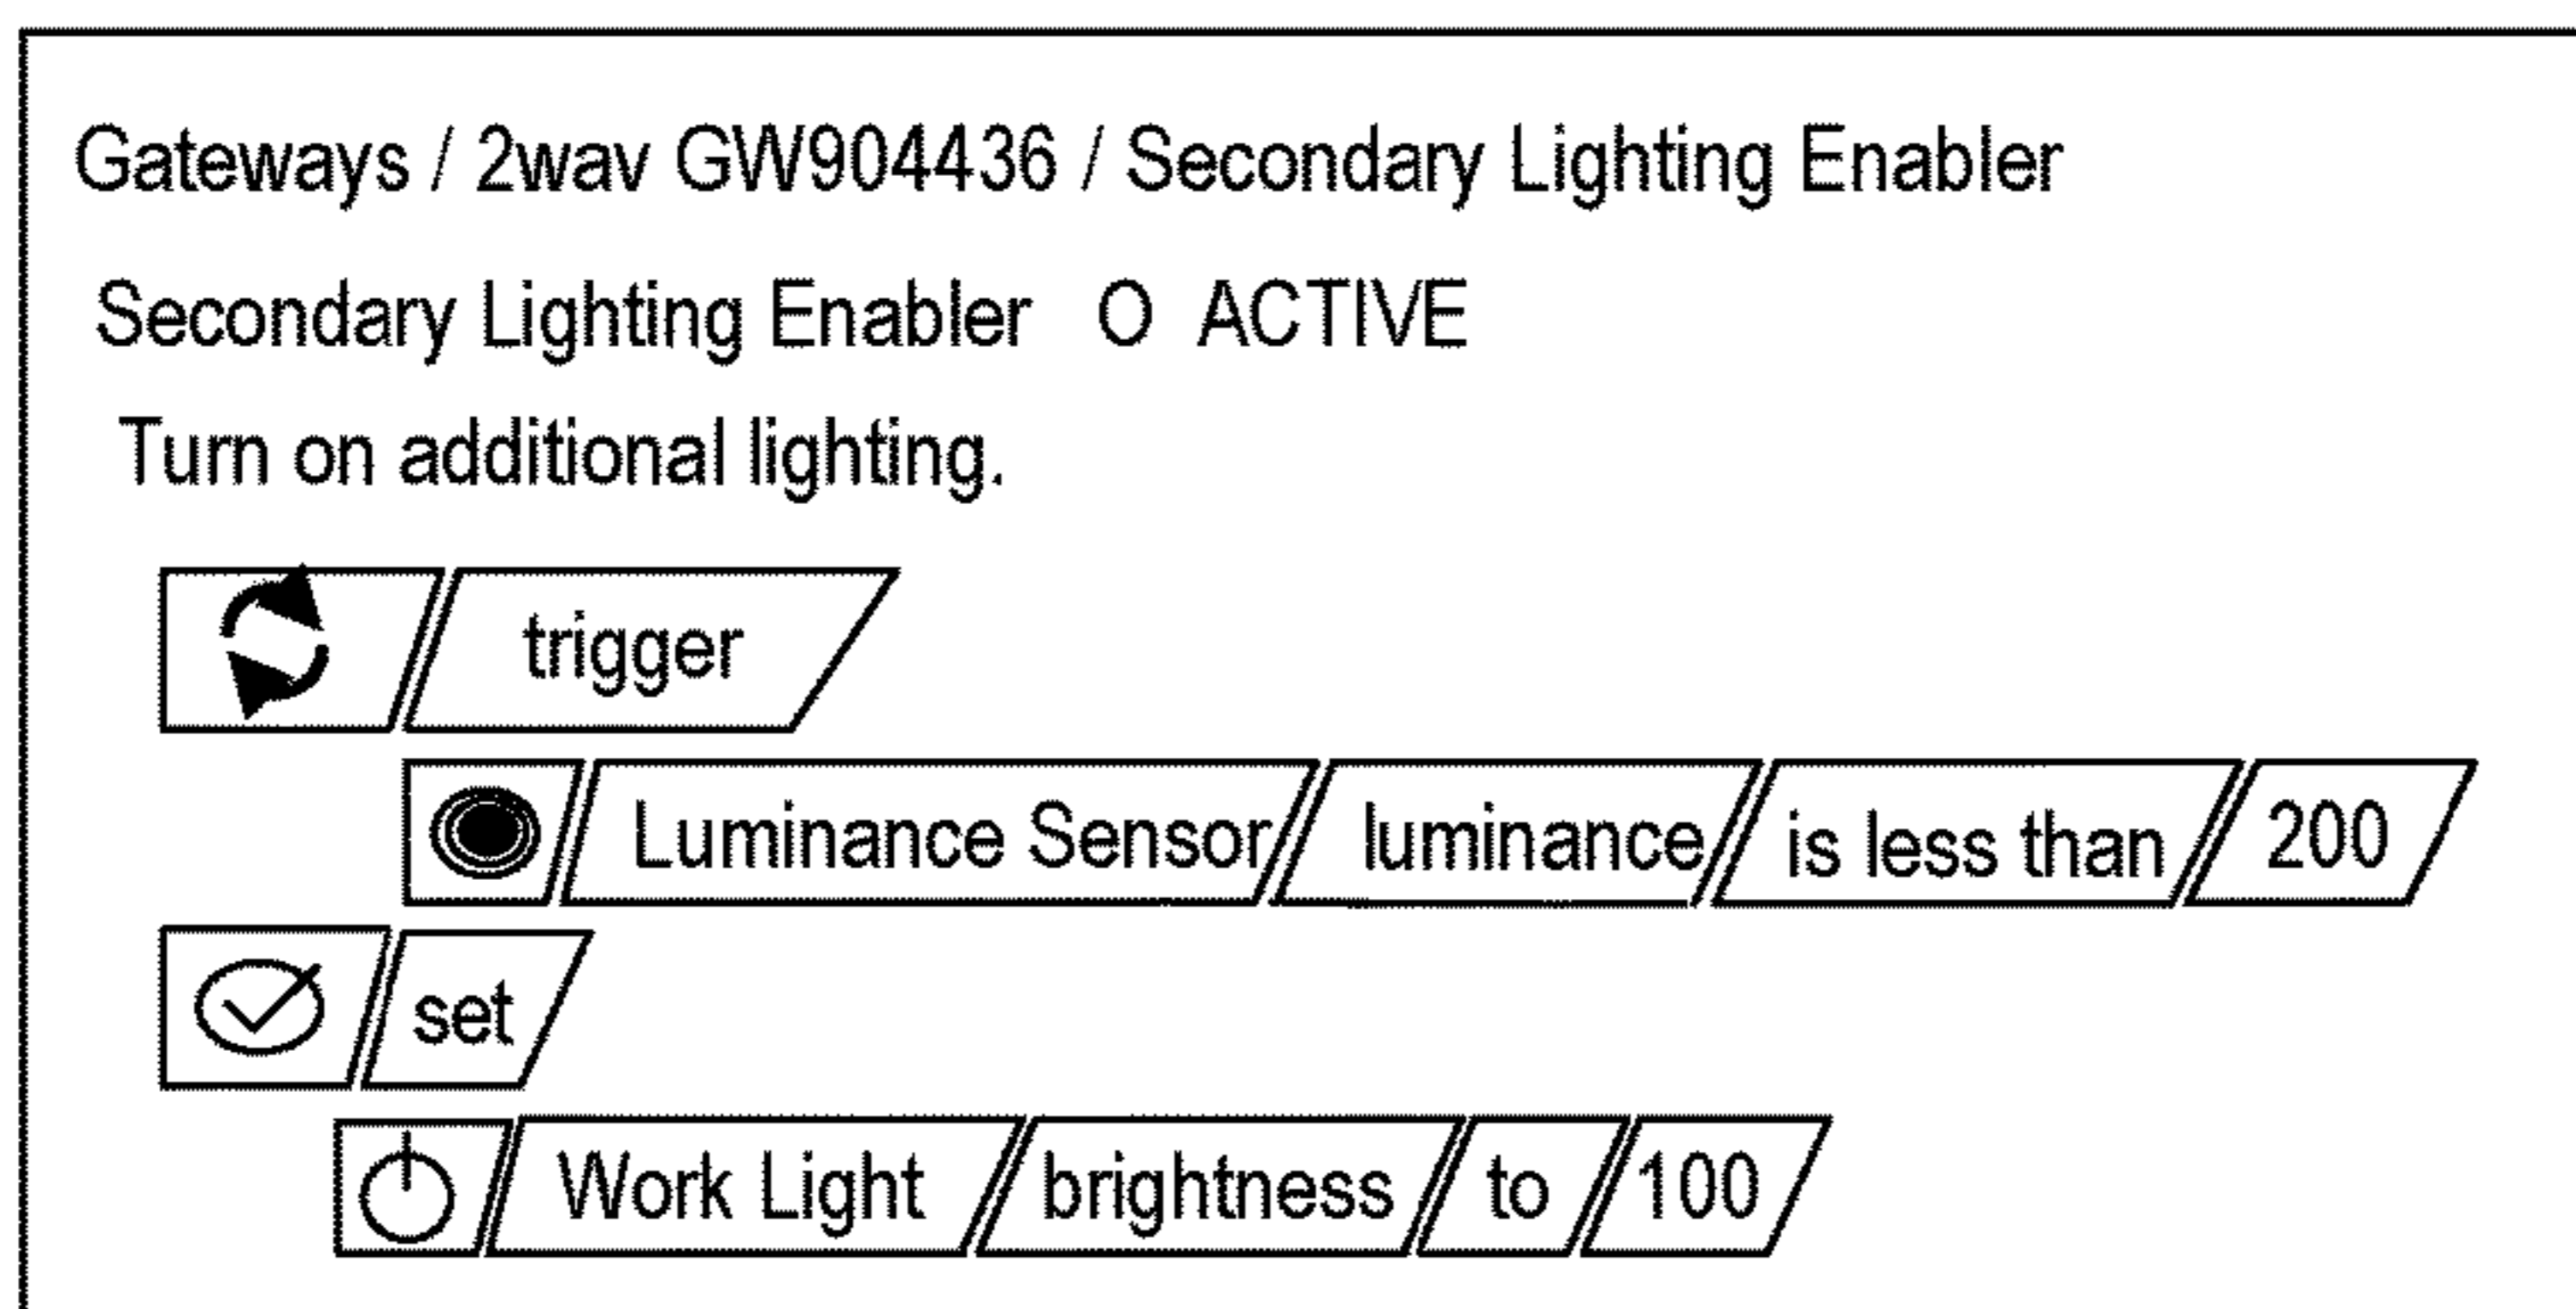 Gateways / 2wav GW904436 / Secondary Lighting Enabler
Secondary Lighting Enabler O ACTIVE
Turn on additional lighting.
trigger
Luminance Sensor luminance is less than 200
set
Work Light brightness to 100